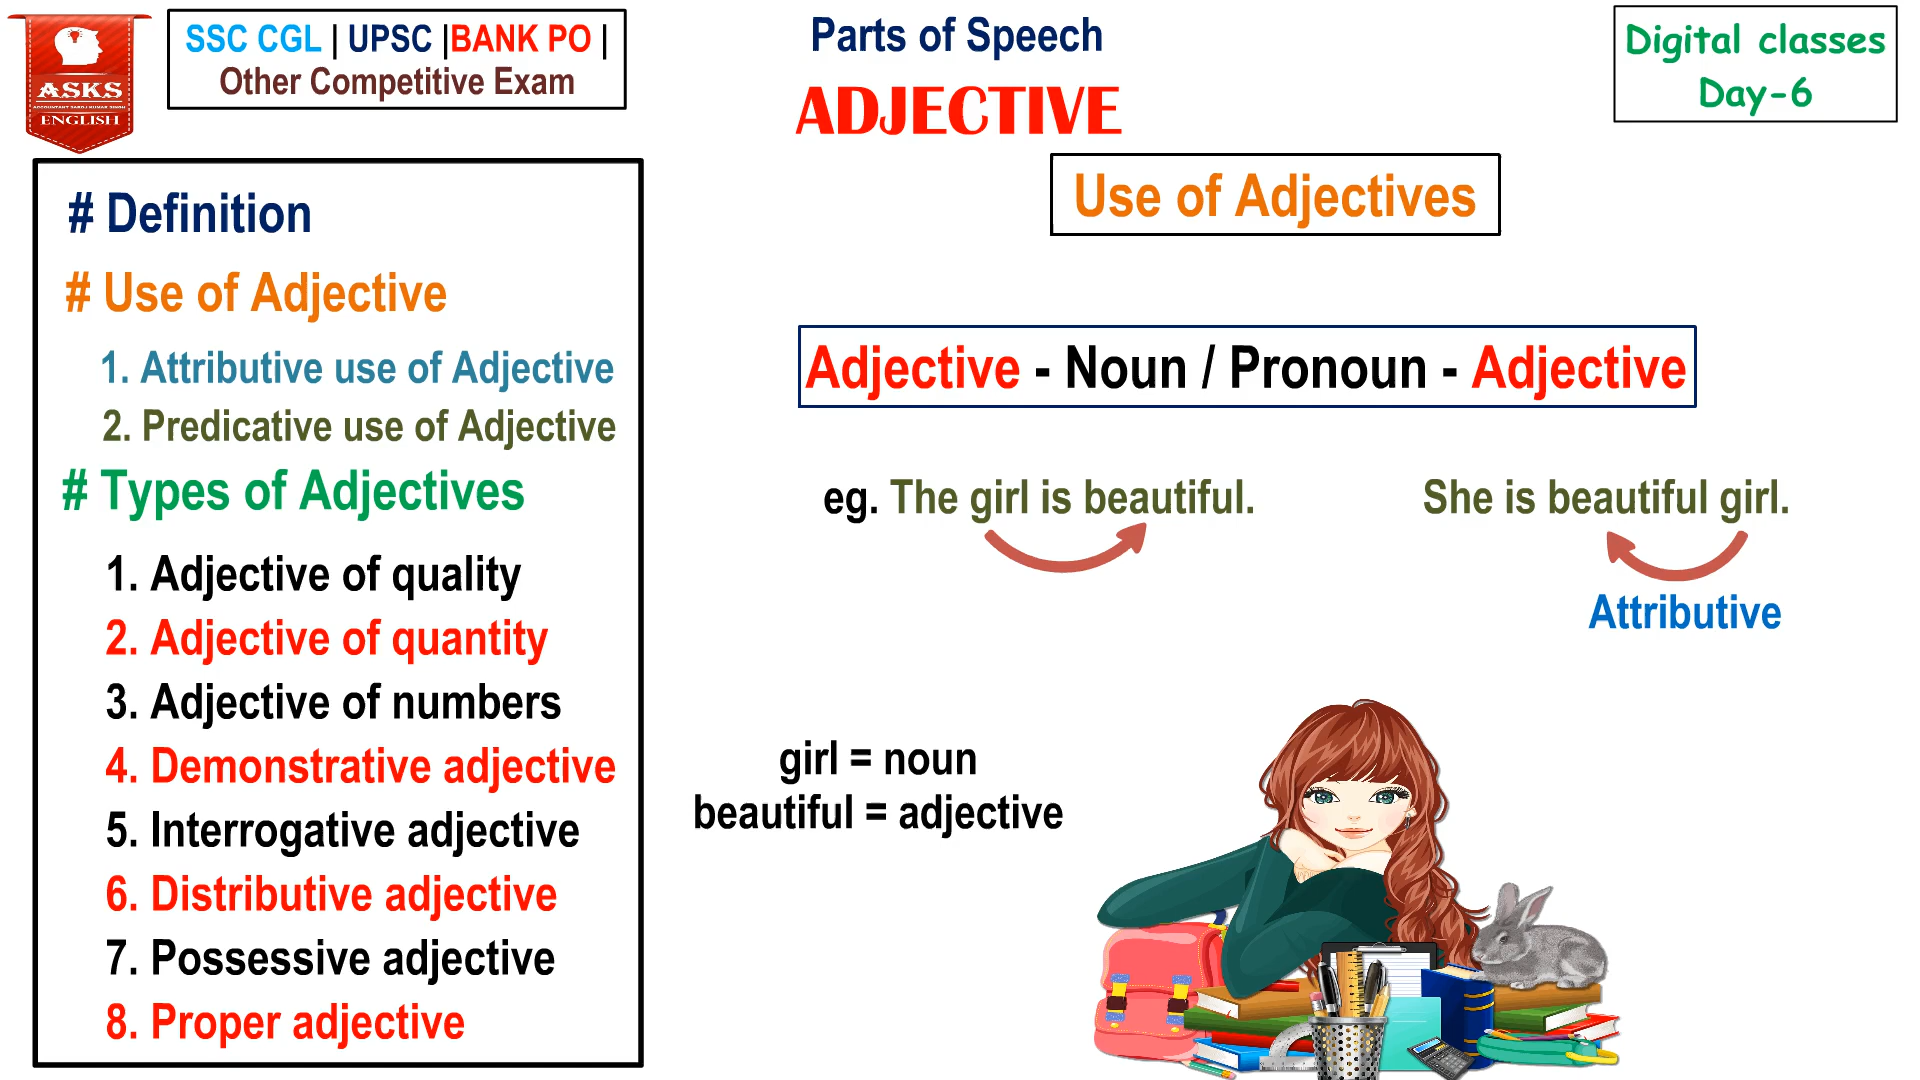 ASKS
ACCOUNTANT SAROJ KUMAR SINGH
ENGLISH
SSC CGL | UPSC |BANK PO |
Other Competitive Exam
Parts of Speech
ADJECTIVE
Digital classes
Day-6
# Definition
# Use of Adjective
1. Attributive use of Adjective
2. Predicative use of Adjective
# Types of Adjectives
1. Adjective of quality
2. Adjective of quantity
3. Adjective of numbers
4. Demonstrative adjective
5. Interrogative adjective
6. Distributive adjective
7. Possessive adjective
8. Proper adjective
Use of Adjectives
Adjective - Noun / Pronoun - Adjective
eg. The girl is beautiful.
She is beautiful girl.
Attributive
girl = noun
beautiful = adjective